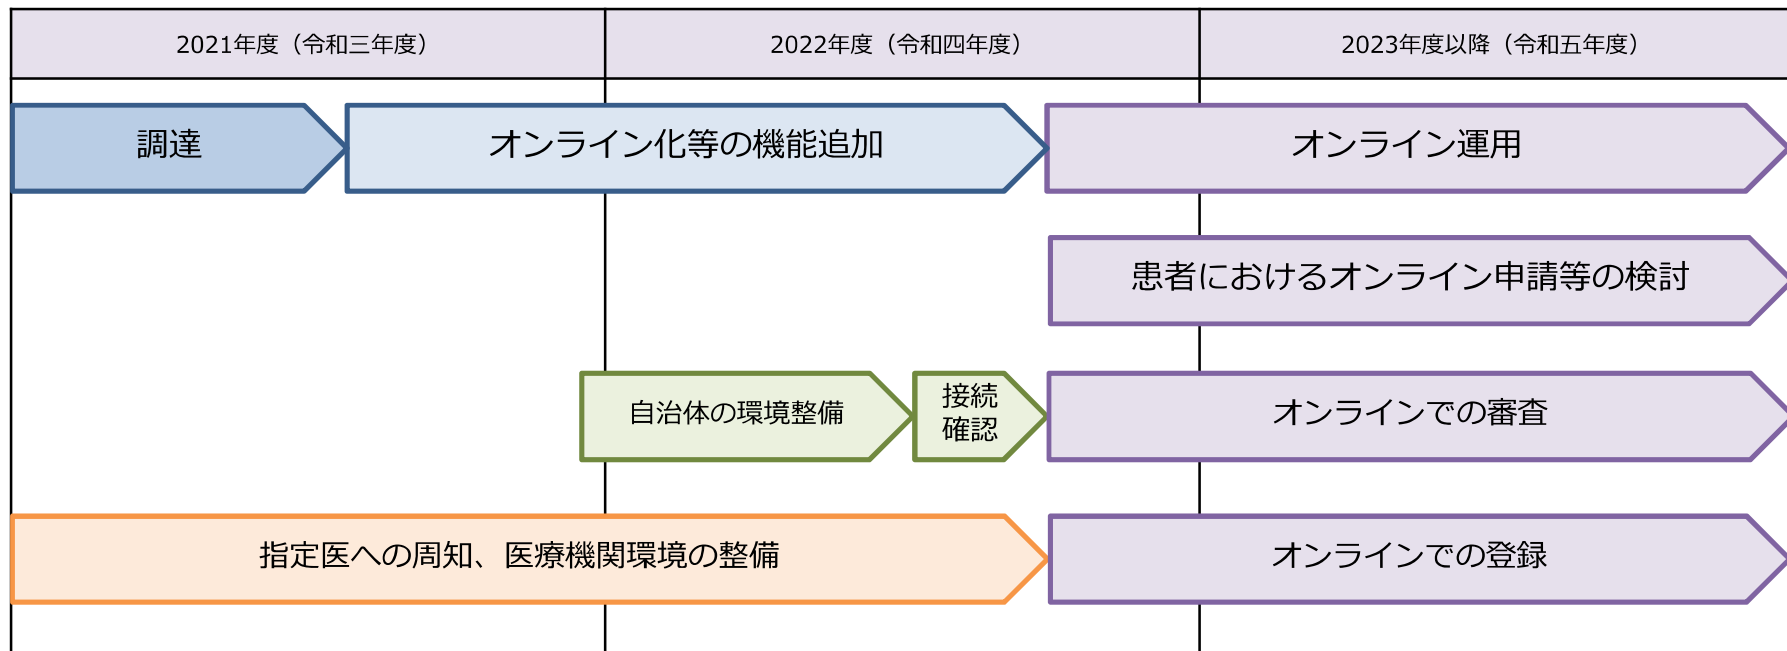 2021年度（令和三年度）
2022年度（令和四年度）
2023年度以降（令和五年度）
調達
オンライン化等の機能追加
オンライン運用
患者におけるオンライン申請等の検討
自治体の環境整備
接続
確認
オンラインでの審査
指定医への周知、医療機関環境の整備
オンラインでの登録